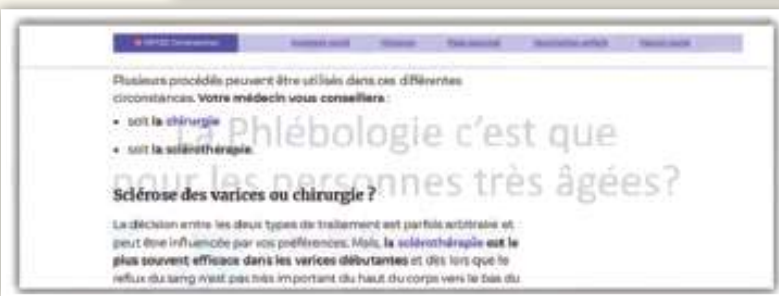 Plusieurs procédés peuvent être utilisés dans ces différentes
circonstances. Votre médecin vous conseillera :
• soit la chirurgie
• soit la sclérothérapie.
La Phlébologie c'est que
pour les personnes très âgées?
Sclérose des varices ou chirurgie ?
La décision entre les deux types de traitement est parfois arbitraire et
peut être influencée par vos préférences. Mais, la sclérothérapie est le
plus souvent efficace dans les varices débutantes et dès lors que le
reflux du sang n'est pas très important du haut du corps vers le bas du